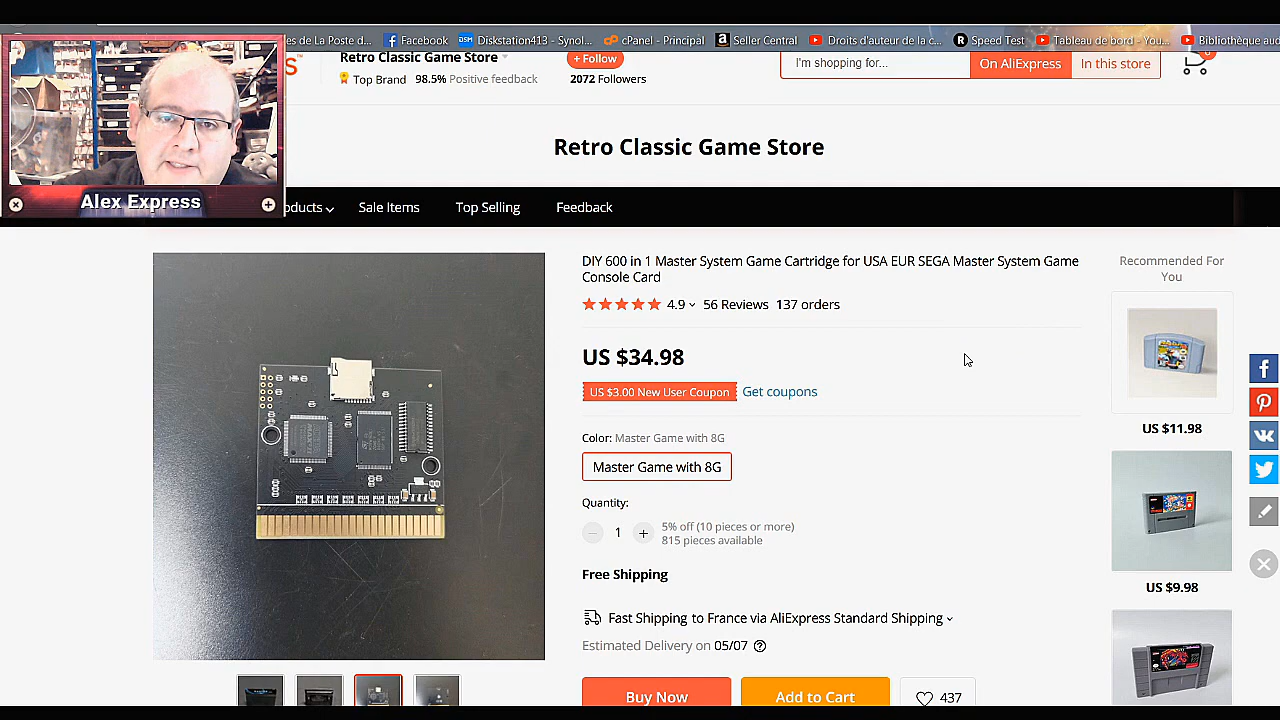 es de La Poste d...
Facebook
DSM
Diskstation413 - Syncl...
cPanel - Principal
Seller Central
Droit d'auteur de la c...
R
Speed Test
Tableau de bord - You...
Bibliothèque aud
Retro Classic Game Store
+ Follow
I'm shopping for...
On AliExpress
In this store
Top Brand 98.5% Positive feedback
2072 Followers
Retro Classic Game Store
Alex Express
oducts
Sale Items
Top Selling
Feedback
DIY 600 in 1 Master System Game Cartridge for USA EUR SEGA Master System Game
Console Card
4.9 56 Reviews 137 orders
US $34.98
US $3.00 New User Coupon
Get coupons
Color: Master Game with 8G
Master Game with 8G
Quantity:
1
5% off (10 pieces or more)
815 pieces available
Free Shipping
Fast Shipping to France via AliExpress Standard Shipping
Estimated Delivery on 05/07
Buy Now
Add to Cart
437
Recommended For
You
US $11.98
US $9.98